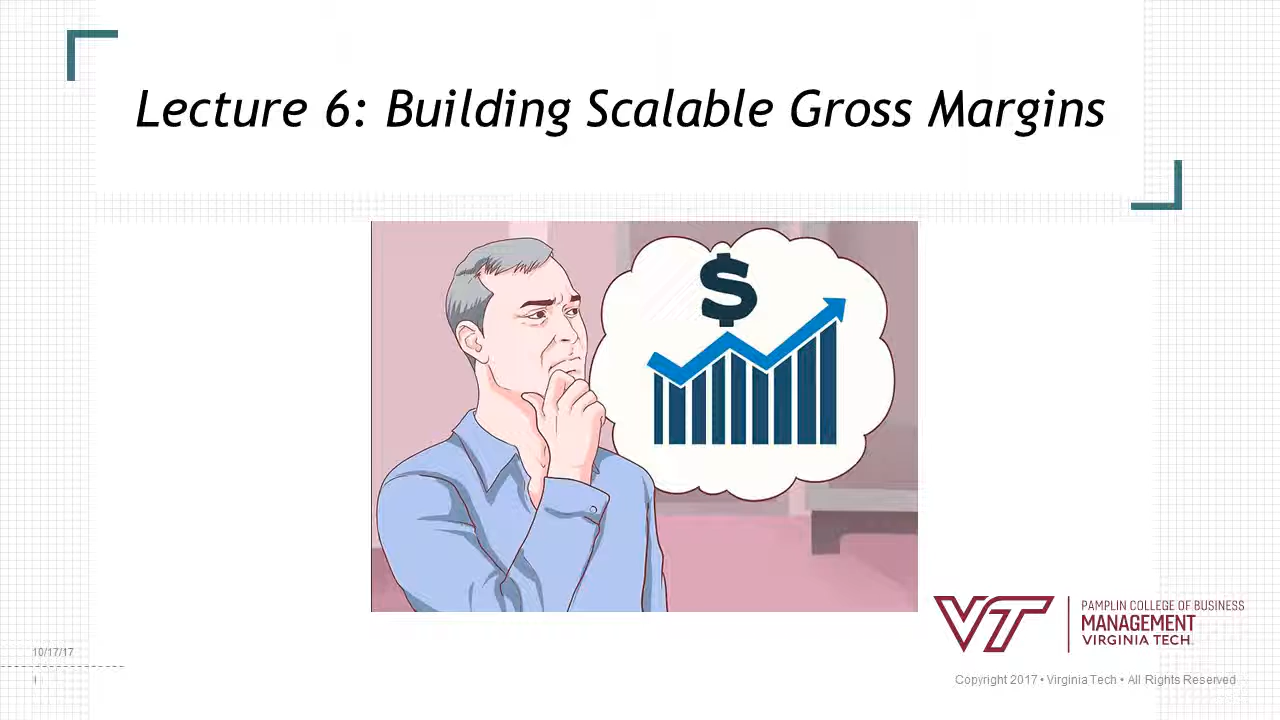 Lecture 6: Building Scalable Gross Margins
$
VT
PAMPLIN COLLEGE OF BUSINESS
MANAGEMENT
VIRGINIA TECH.
10/17/17
Copyright 2017 • Virginia Tech • All Rights Reserved